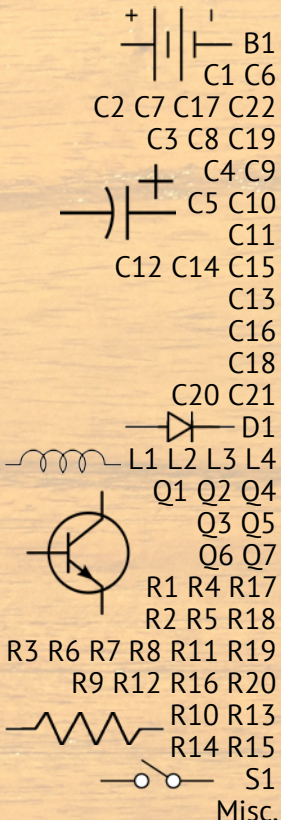 B1
C1 C6
C2 C7 C17 C22
C3 C8 C19
C4 C9
C5 C10
C11
C12 C14 C15
C13
C16
C18
C20 C21
D1
L1 L2 L3 L4
Q1 Q2 Q4
Q3 Q5
Q6 Q7
R1 R4 R17
R2 R5 R18
R3 R6 R7 R8 R11 R19
R9 R12 R16 R20
R10 R13
R14 R15
S1
Misc.